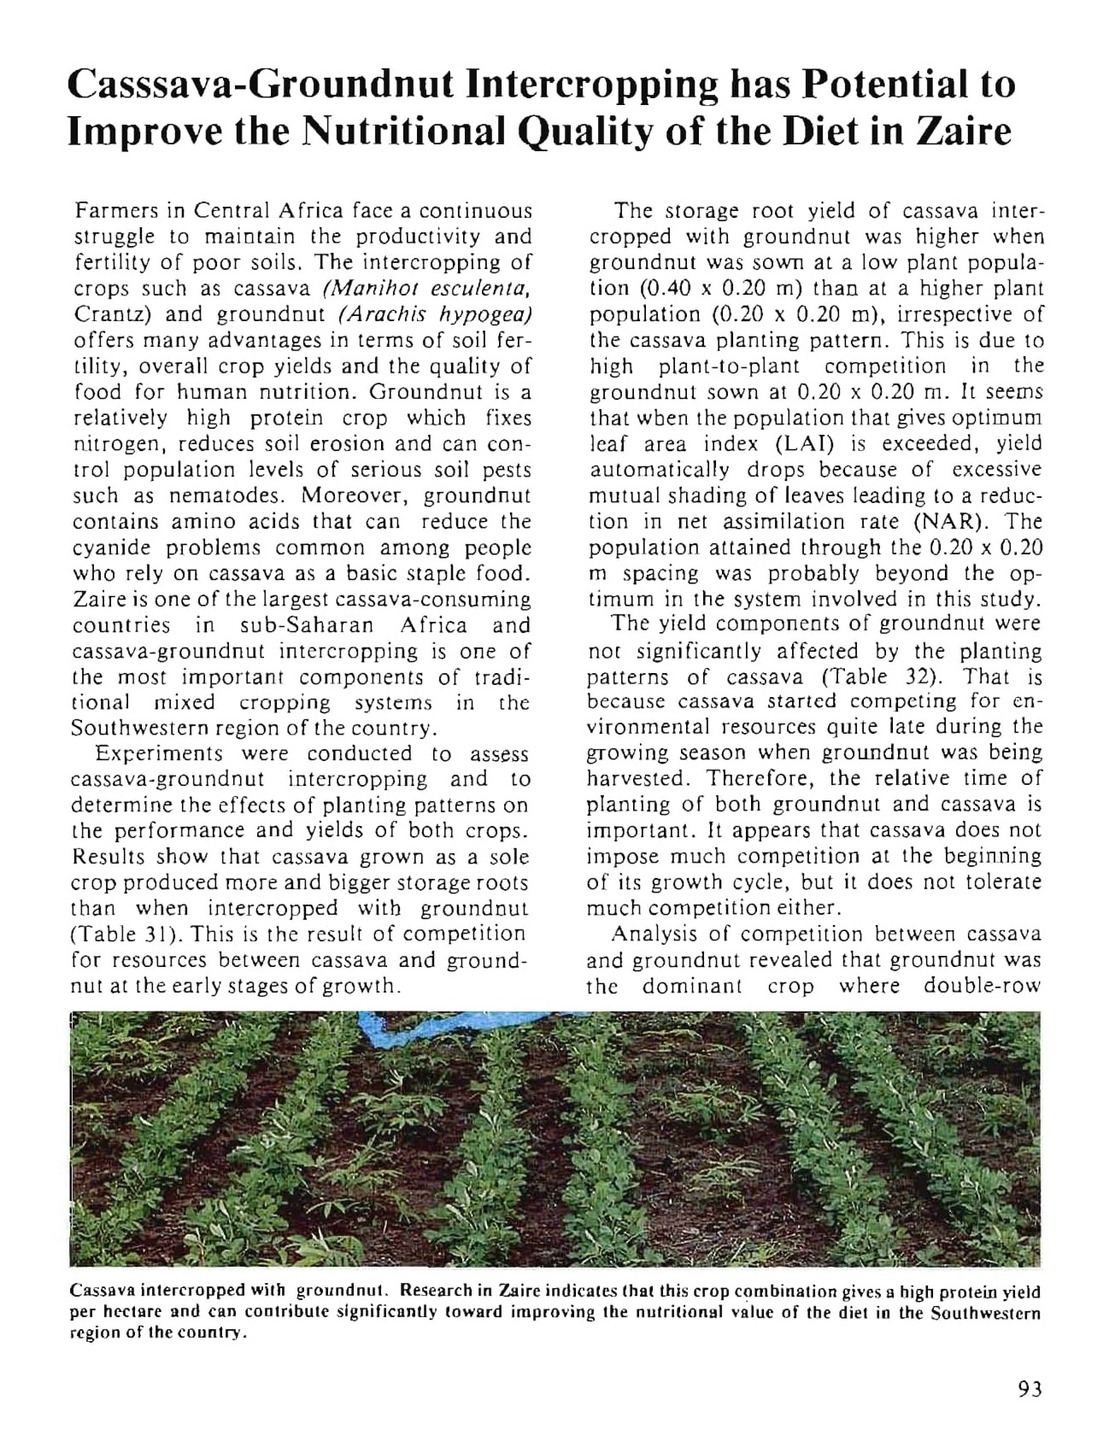 Casssava-Groundnut Intercropping has Potential to
Improve the Nutritional Quality of the Diet in Zaire
Farmers in Central Africa face a continuous
struggle to maintain the productivity and
fertility of poor soils. The intercropping of
crops such as cassava (Manihot esculenta,
Crantz) and groundnut (Arachis hypogea)
offers many advantages in terms of soil fer-
tility, overall crop yields and the quality of
food for human nutrition. Groundnut is a
relatively high protein crop which fixes
nitrogen, reduces soil erosion and can con-
trol population levels of serious soil pests
such as nematodes. Moreover, groundnut
contains amino acids that can reduce the
cyanide problems common among people
who rely on cassava as a basic staple food.
Zaire is one of the largest cassava-consuming
countries in sub-Saharan Africa and
cassava-groundnut intercropping is one of
the most important components of tradi-
tional mixed cropping systems in the
Southwestern region of the country.
Experiments were conducted to assess
cassava-groundnut intercropping and to
determine the effects of planting patterns on
the performance and yields of both crops.
Results show that cassava grown as a sole
crop produced more and bigger storage roots
than when intercropped with groundnut
(Table 31). This is the result of competition
for resources between cassava and ground-
nut at the early stages of growth.
The storage root yield of cassava inter-
cropped with groundnut was higher when
groundnut was sown at a low plant popula-
tion (0.40 x 0.20 m) than at a higher plant
population (0.20 x 0.20 m), irrespective of
the cassava planting pattern. This is due to
high plant-to-plant competition in the
groundnut sown at 0.20 x 0.20 m. It seems
that when the population that gives optimum
leaf area index (LAI) is exceeded, yield
automatically drops because of excessive
mutual shading of leaves leading to a reduc-
tion in net assimilation rate (NAR). The
population attained through the 0.20 x 0.20
m spacing was probably beyond the op-
timum in the system involved in this study.
The yield components of groundnut were
not significantly affected by the planting
patterns of cassava (Table 32). That is
because cassava started competing for en-
vironmental resources quite late during the
growing season when groundnut was being
harvested. Therefore, the relative time of
planting of both groundnut and cassava is
important. It appears that cassava does not
impose much competition at the beginning
of its growth cycle, but it does not tolerate
much competition either.
Analysis of competition between cassava
and groundnut revealed that groundnut was
the dominant crop where double-row
Cassava intercropped with groundnut. Research in Zaire indicates that this crop combination gives a high protein yield
per hectare and can contribute significantly toward improving the nutritional value of the diet in the Southwestern
region of the country.
93